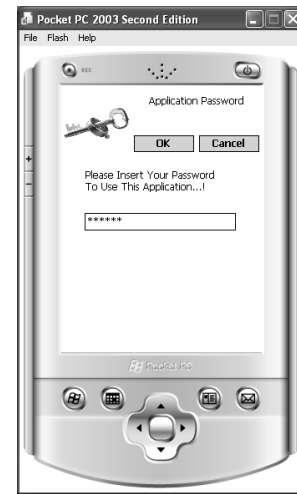 Pocket PC 2003 Second Edition
File Flash Help
REC
Application Password
OK Cancel
Please Insert Your Password
To Use This Application...!
******
Pocket PC